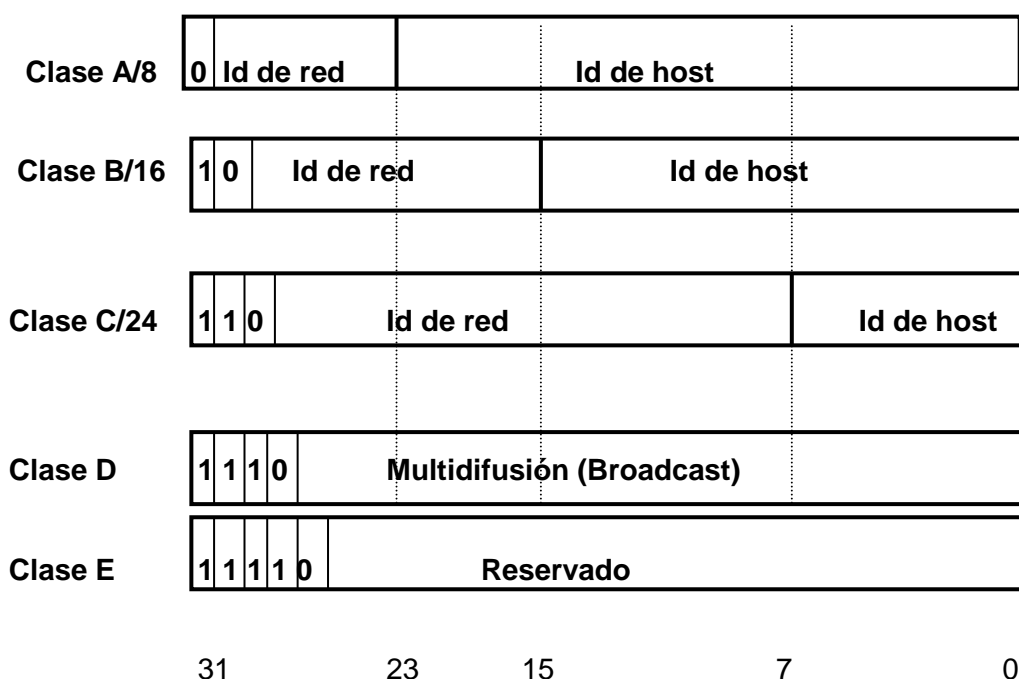 Clase A/8 0 Id de red Id de host
Clase B/16 1 0 Id de red Id de host
Clase C/24 1 1 0 Id de red Id de host
Clase D 1 1 1 0 Multidifusión (Broadcast)
Clase E 1 1 1 1 0 Reservado
31 23 15 7 0